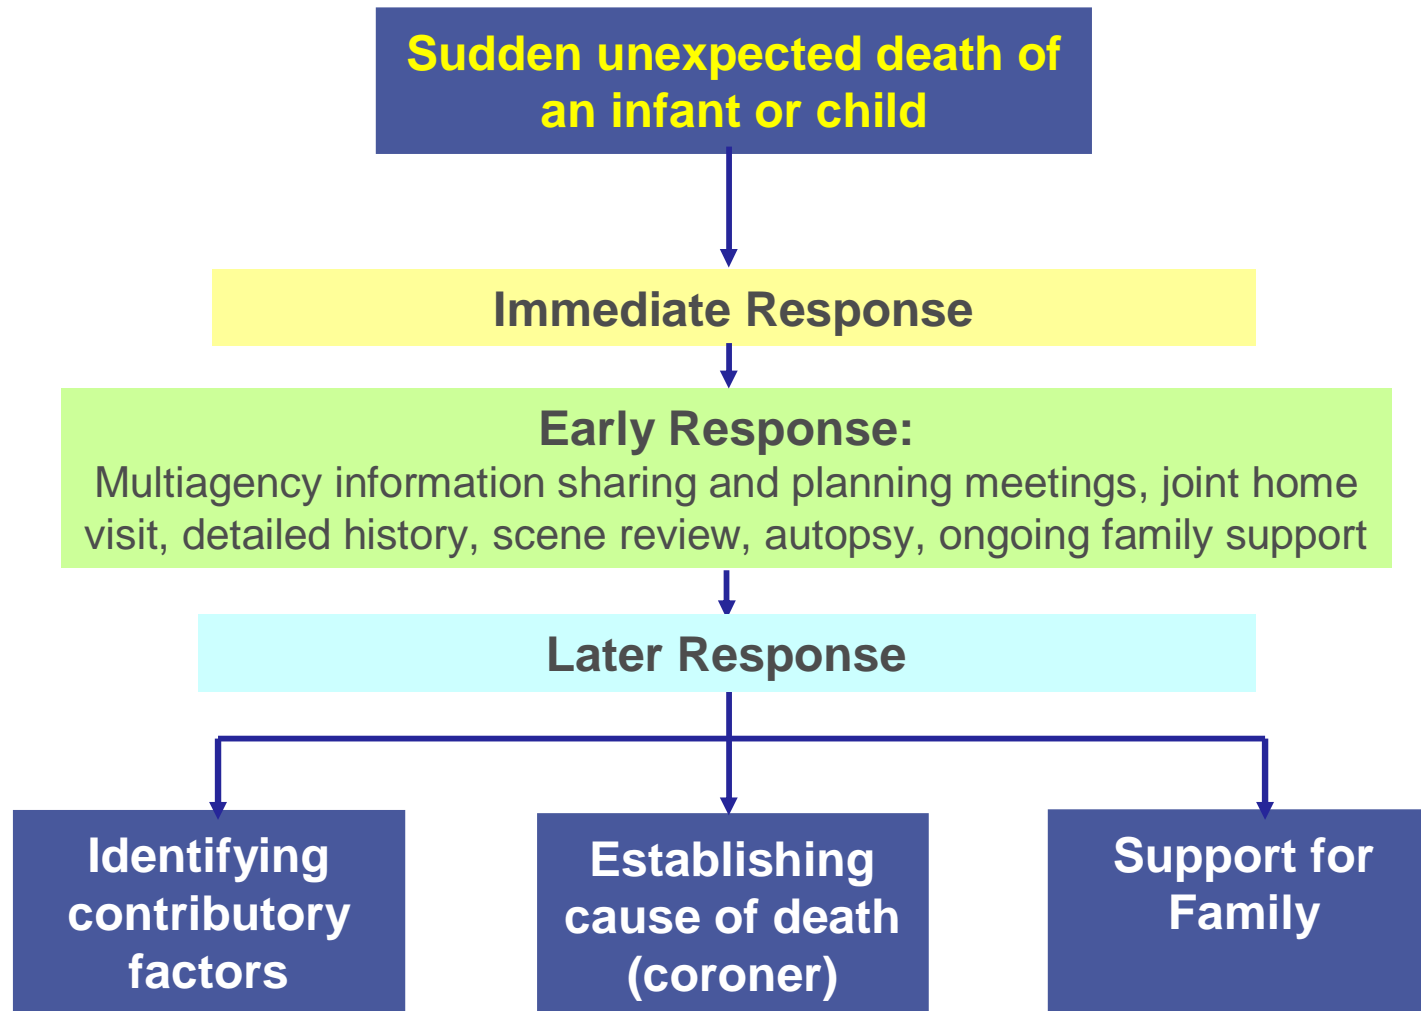 Sudden unexpected death of
an infant or child
Immediate Response
Early Response:
Multiagency information sharing and planning meetings, joint home
visit, detailed history, scene review, autopsy, ongoing family support
Later Response
Identifying
contributory
factors
Establishing
cause of death
(coroner)
Support for
Family